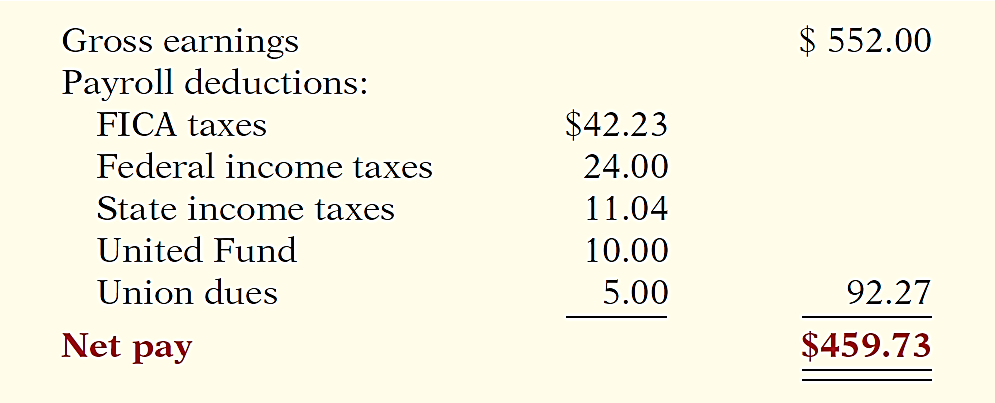 Gross earnings $ 552.00
Payroll deductions:
FICA taxes $42.23
Federal income taxes 24.00
State income taxes 11.04
United Fund 10.00
Union dues 5.00 92.27
Net pay $459.73